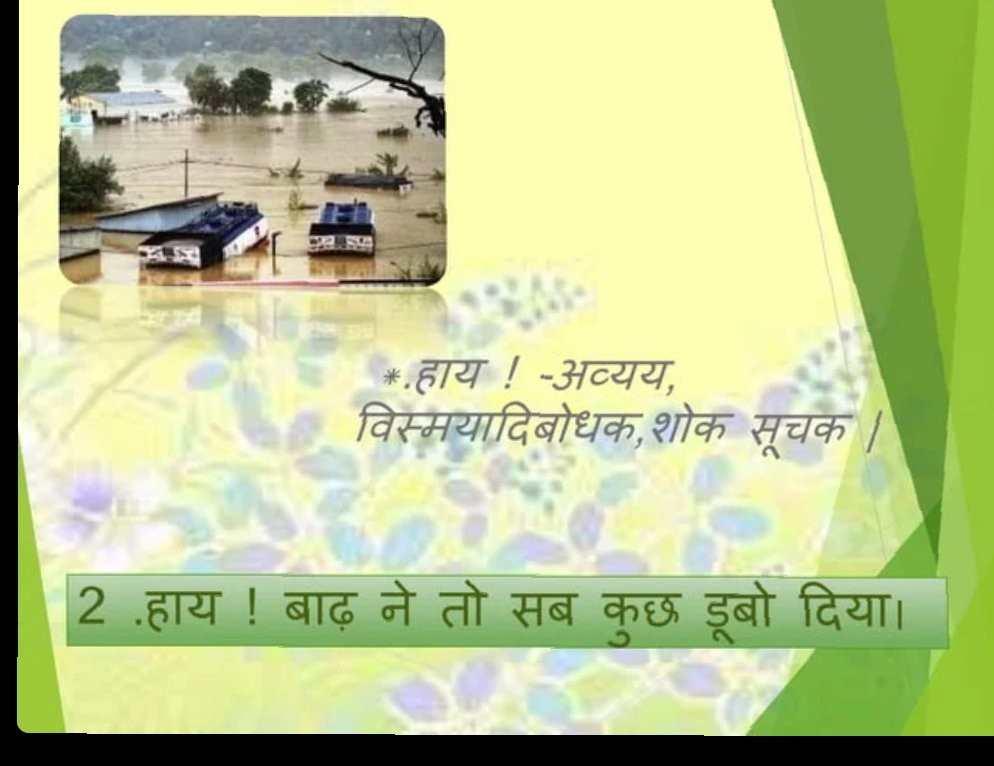 *.हाय ! -अव्यय,
विस्मयादिबोधक,शोक सूचक |
2 .हाय ! बाढ़ ने तो सब कुछ डूबो दिया।